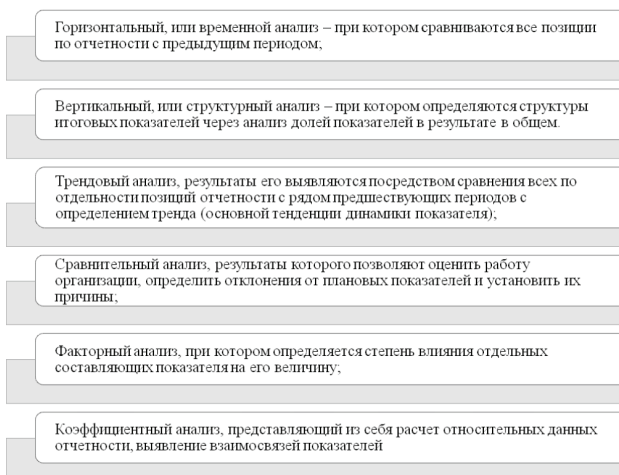 Горизонтальный, или временной анализ – при котором сравниваются все позиции
по отчетности с предыдущим периодом;
Вертикальный, или структурный анализ – при котором определяются структуры
итоговых показателей через анализ долей показателей в результате в общем.
Трендовый анализ, результаты его выявляются посредством сравнения всех по
отдельности позиций отчетности с рядом предшествующих периодов с
определением тренда (основной тенденции динамики показателя);
Сравнительный анализ, результаты которого позволяют оценить работу
организации, определить отклонения от плановых показателей и установить их
причины;
Факторный анализ, при котором определяется степень влияния отдельных
составляющих показателя на его величину;
Коэффициентный анализ, представляющий из себя расчет относительных данных
отчетности, выявление взаимосвязей показателей